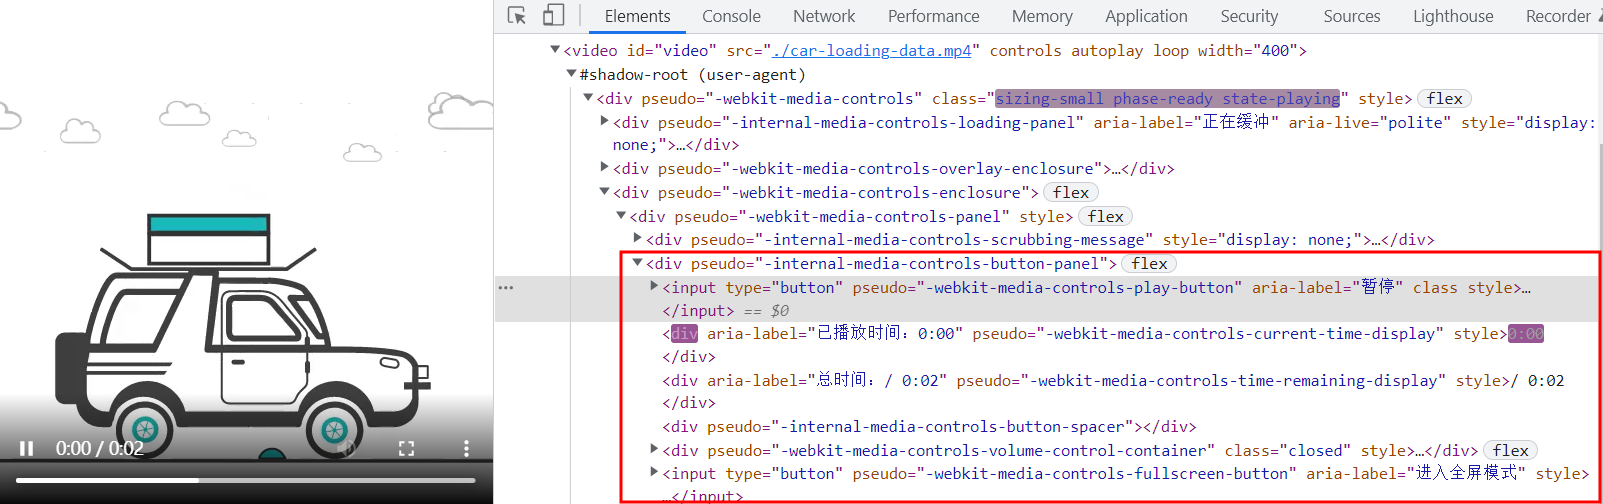 Elements Console Network Performance Memory Application Security Sources Lighthouse Recorder
<video id="video" src="./car-loading-data.mp4" controls autoplay loop width="400">
#shadow-root (user-agent)
<div pseudo="-webkit-media-controls" class="sizing-small phase-ready state-playing" style> flex
<div pseudo="-internal-media-controls-loading-panel" aria-label="正在缓冲" aria-live="polite" style="display:
none;">…</div>
<div pseudo="-webkit-media-controls-overlay-enclosure">…</div>
<div pseudo="-webkit-media-controls-enclosure"> flex
<div pseudo="-webkit-media-controls-panel" style> flex
<div pseudo="-internal-media-controls-scrubbing-message" style="display: none;">…</div>
<div pseudo="-internal-media-controls-button-panel"> flex
<input type="button" pseudo="-webkit-media-controls-play-button" aria-label="暂停" class style>…
</input> == $0
<div aria-label="已播放时间：0:00" pseudo="-webkit-media-controls-current-time-display" style>0:00
</div>
<div aria-label="总时间：/ 0:02" pseudo="-webkit-media-controls-time-remaining-display" style>/ 0:02
</div>
<div pseudo="-internal-media-controls-button-spacer"></div>
<div pseudo="-webkit-media-controls-volume-control-container" class="closed" style>…</div> flex
<input type="button" pseudo="-webkit-media-controls-fullscreen-button" aria-label="进入全屏模式" style>
…</input>
0:00 / 0:02